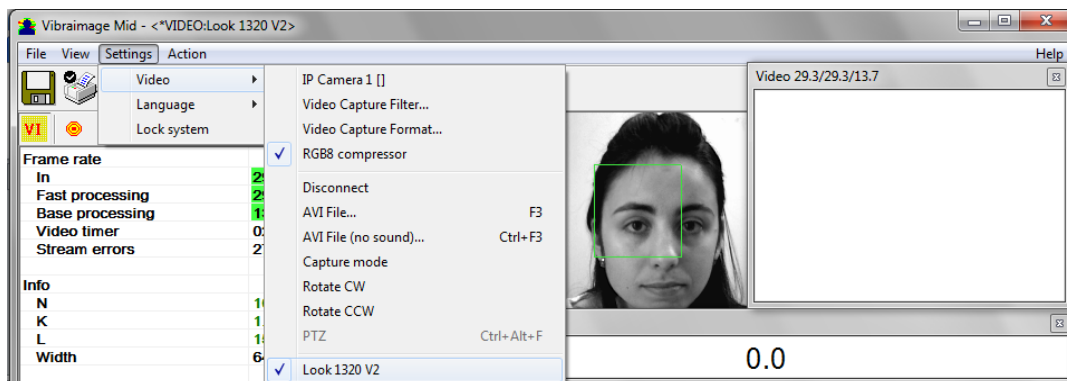 Vibraimage Mid - <*VIDEO:Look 1320 V2>
File View Settings Action Help
Video
Language
Lock system
IP Camera 1 []
Video Capture Filter...
Video Capture Format...
RGB8 compressor
Disconnect
AVI File... F3
AVI File (no sound)... Ctrl+F3
Capture mode
Rotate CW
Rotate CCW
PTZ Ctrl+Alt+F
Look 1320 V2
VI
Frame rate
In
Fast processing
Base processing
Video timer
Stream errors
Info
N
K
L
Width
Video 29.3/29.3/13.7
0.0